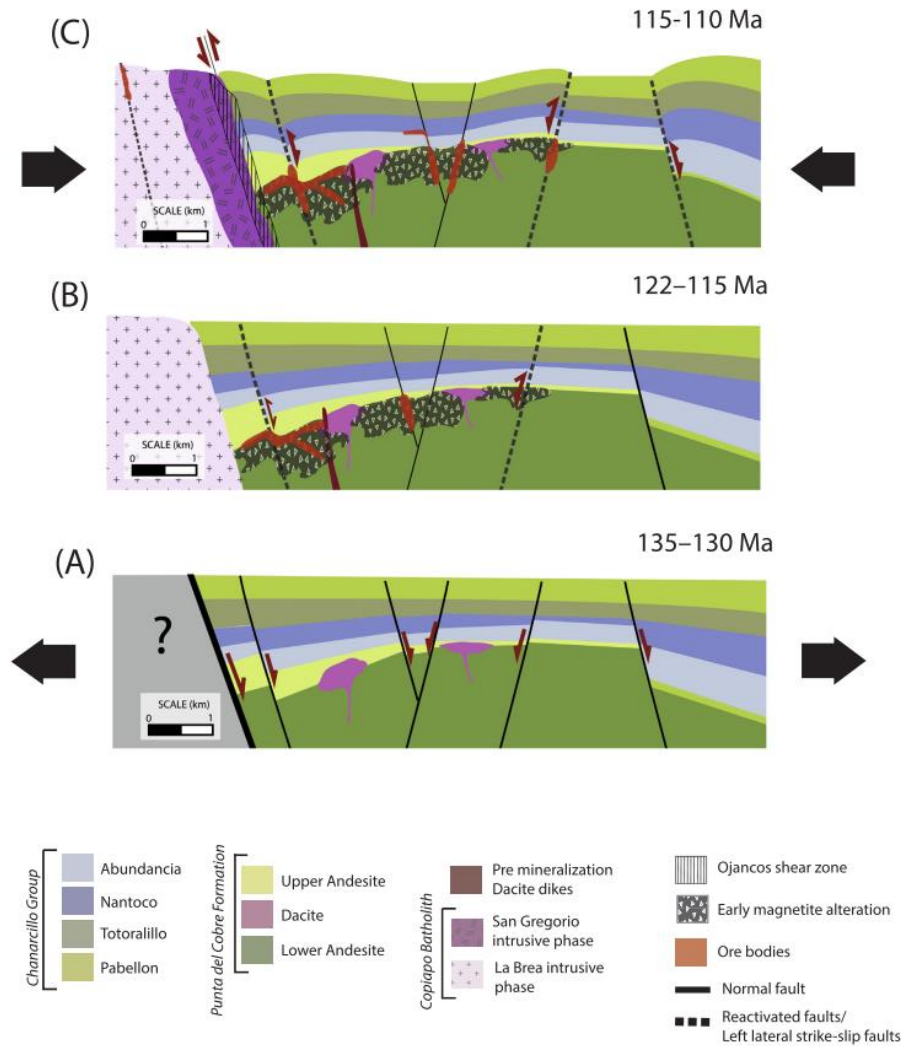 115-110 Ma
(C)
SCALE (km)
0 1
122–115 Ma
(B)
SCALE (km)
0 1
135–130 Ma
(A)
?
SCALE (km)
0 1
Chanarcillo Group
Abundancia
Nantoco
Totoralillo
Pabellon
Punta del Cobre Formation
Upper Andesite
Dacite
Lower Andesite
Pre mineralization
Dacite dikes
Copiapo Batholith
San Gregorio
intrusive phase
La Brea intrusive
phase
Ojancos shear zone
Early magnetite alteration
Ore bodies
Normal fault
Reactivated faults/
Left lateral strike-slip faults